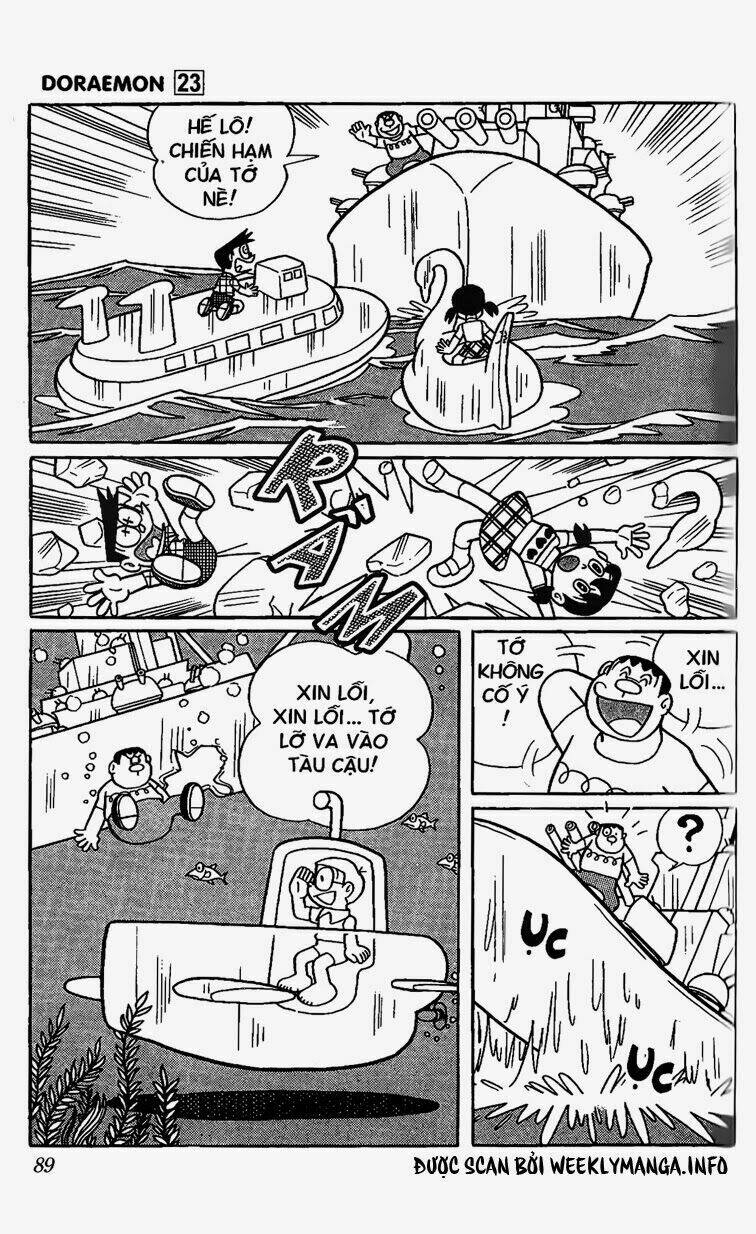 DORAEMON 23
HẾ LÔ!
CHIẾN HẠM
CỦA TỚ
NÈ!
RẦM
XIN
LỖI...
TỚ
KHÔNG
CỐ Ý
!
?
ỤC
ỤC
XIN LỖI,
XIN LỖI... TỚ
LỠ VA VÀO
TÀU CẬU!
89
ĐƯỢC SCAN BỞI WEEKLYMANGA.INFO